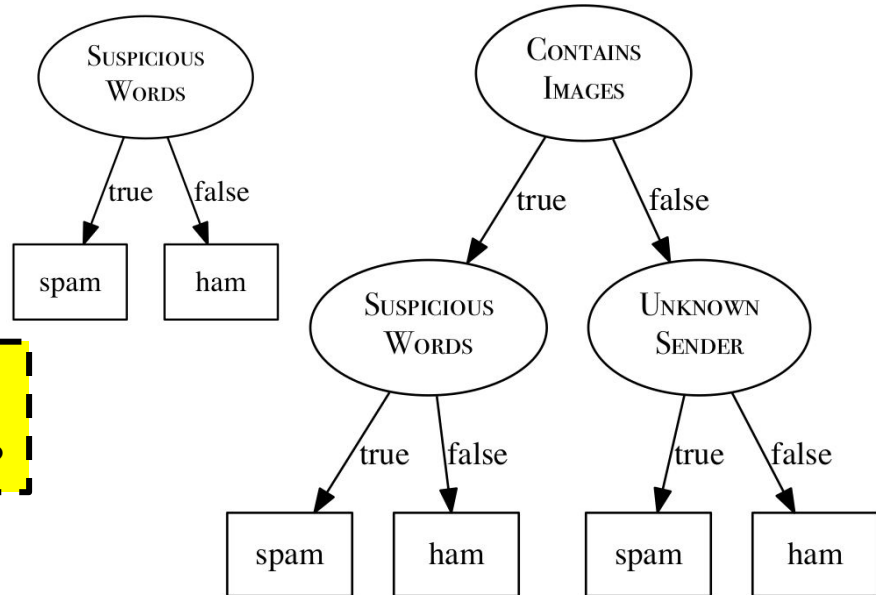 SUSPICIOUS
WORDS
true
false
spam
ham
CONTAINS
IMAGES
true
false
SUSPICIOUS
WORDS
UNKNOWN
SENDER
true
false
true
false
spam
ham
spam
ham